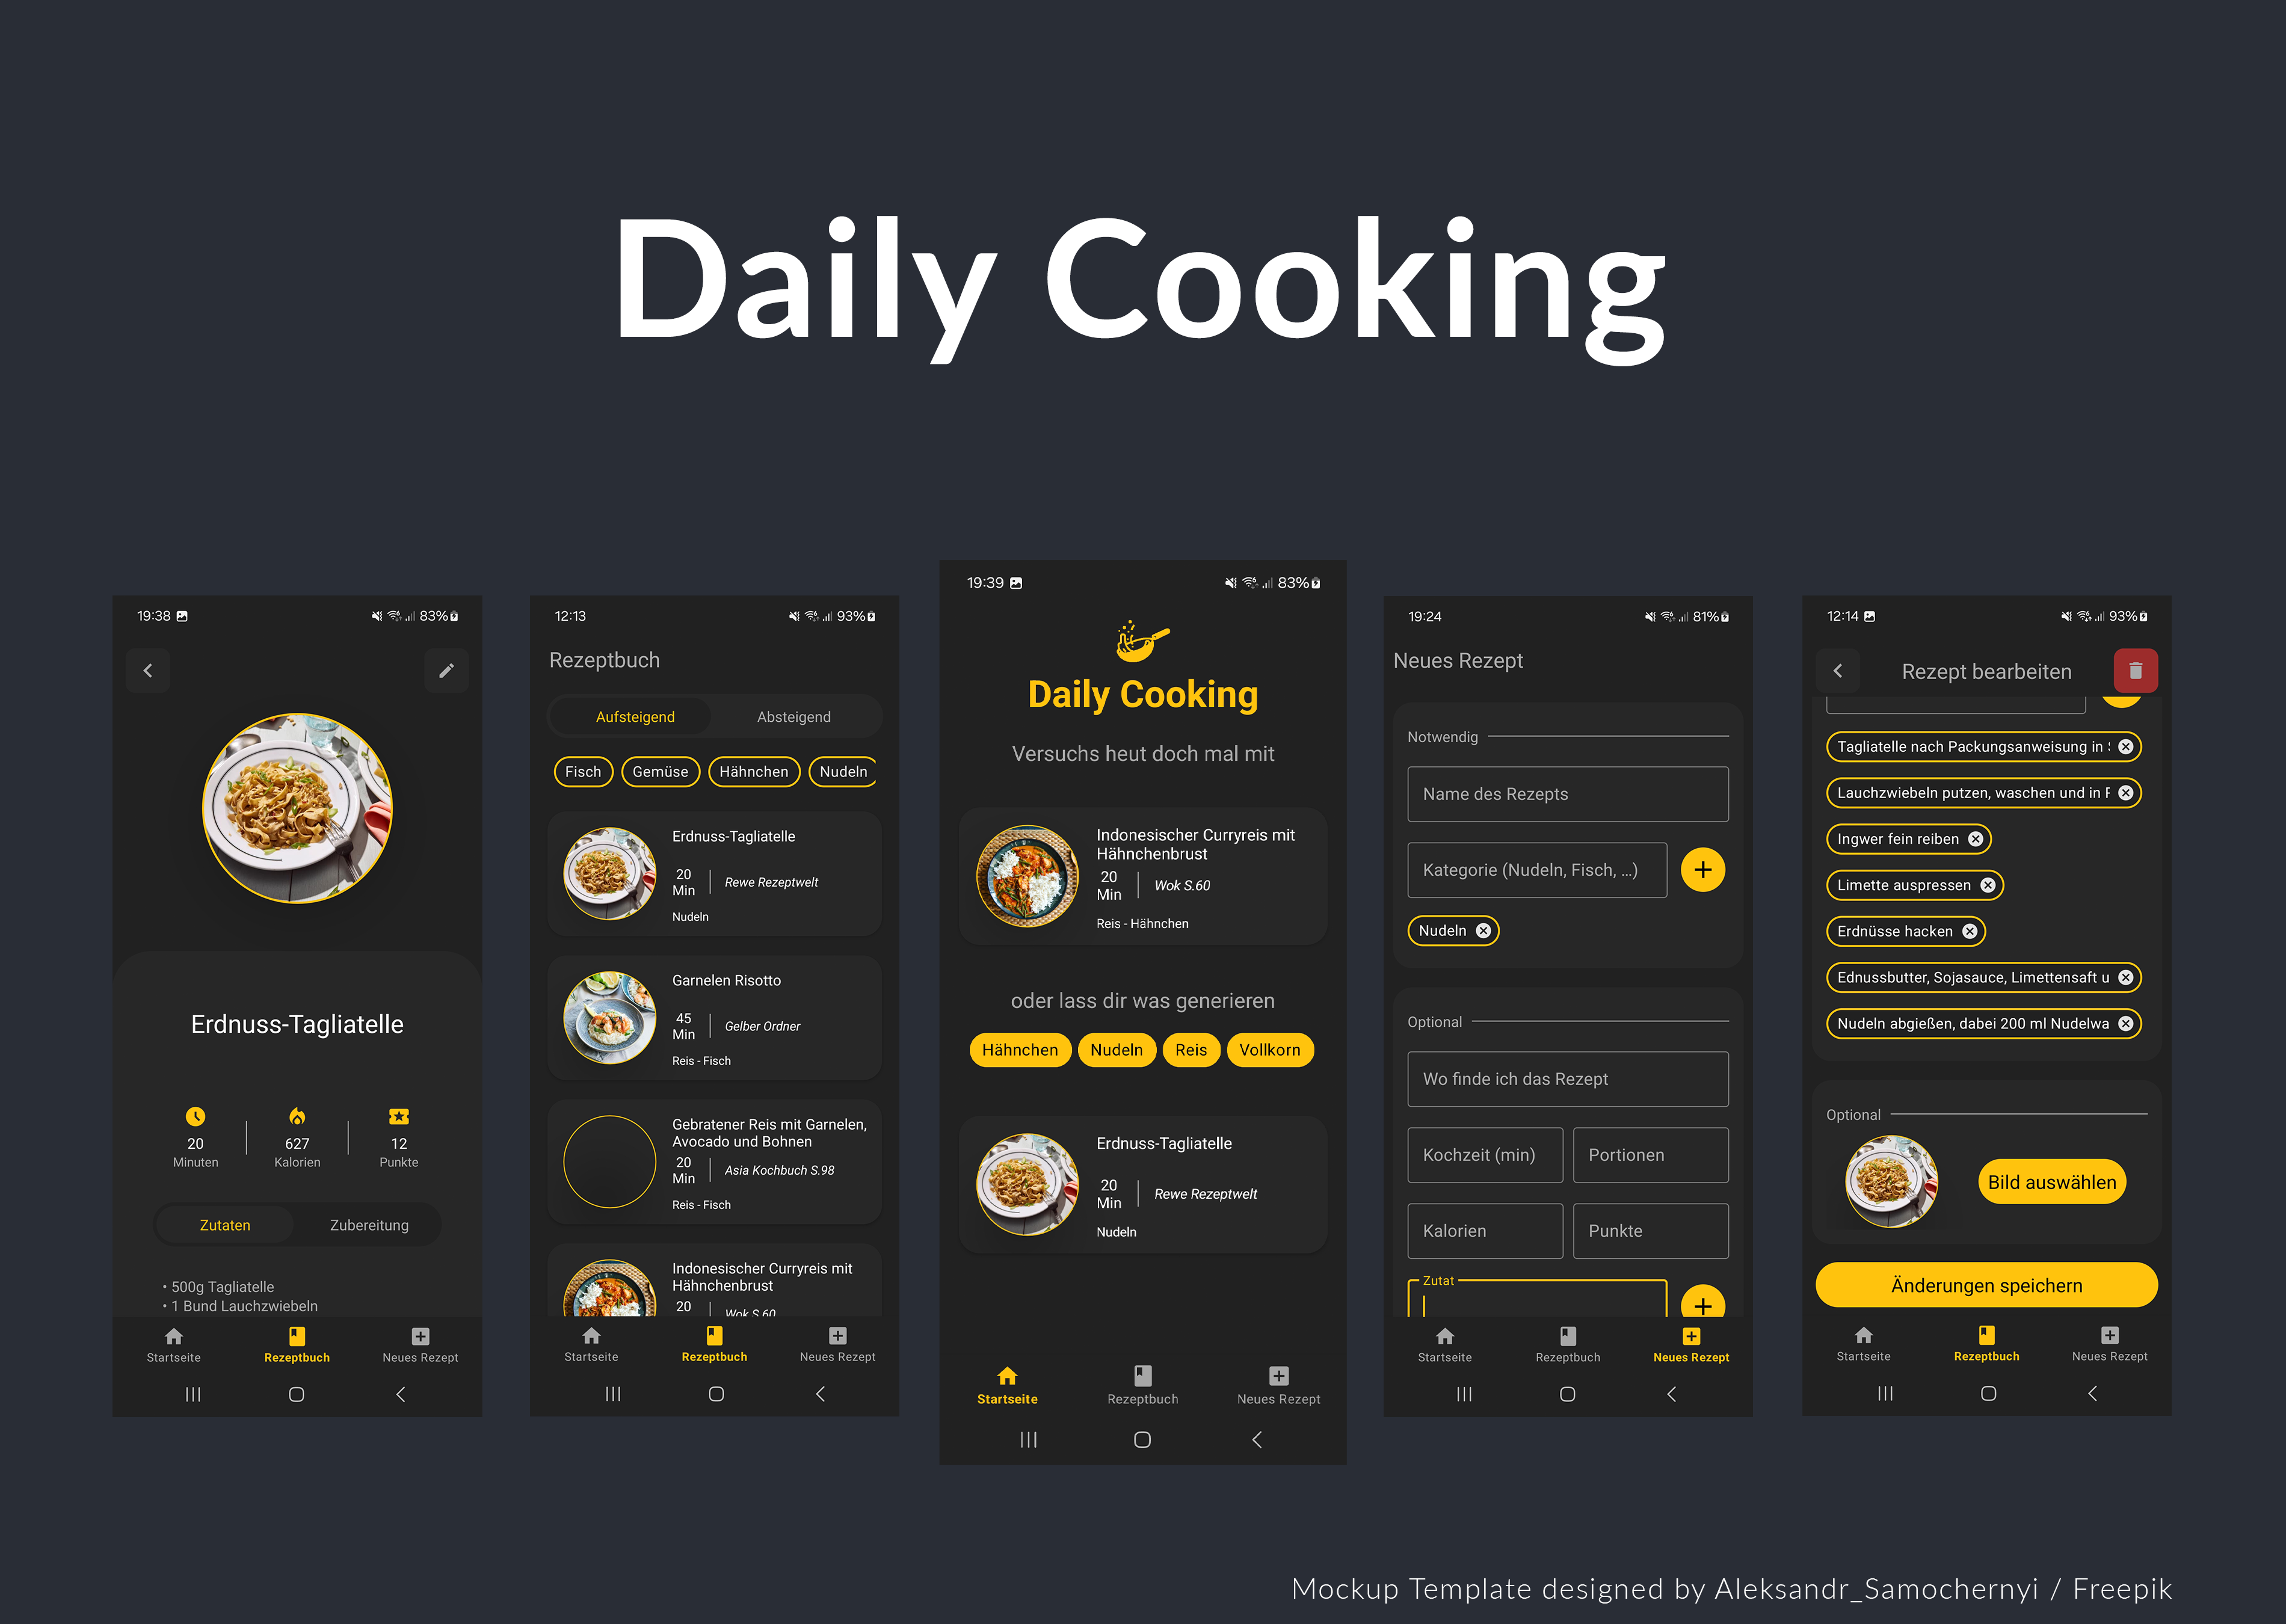 Daily Cooking
19:38
83%
Erdnuss-Tagliatelle
20
Minuten
627
Kalorien
12
Punkte
Zutaten
Zubereitung
• 500g Tagliatelle
• 1 Bund Lauchzwiebeln
Startseite
Rezeptbuch
Neues Rezept
12:13
93%
Rezeptbuch
Aufsteigend
Absteigend
Fisch
Gemüse
Hähnchen
Nudeln
Erdnuss-Tagliatelle
20
Min
Rewe Rezeptwelt
Nudeln
Garnelen Risotto
45
Min
Gelber Ordner
Reis - Fisch
Gebratener Reis mit Garnelen,
Avocado und Bohnen
20
Min
Asia Kochbuch S.98
Reis - Fisch
Indonesischer Curryreis mit
Hähnchenbrust
20
Wok S.60
Startseite
Rezeptbuch
Neues Rezept
19:39
83%
Daily Cooking
Versuchs heut doch mal mit
Indonesischer Curryreis mit
Hähnchenbrust
20
Min
Wok S.60
Reis - Hähnchen
oder lass dir was generieren
Hähnchen
Nudeln
Reis
Vollkorn
Erdnuss-Tagliatelle
20
Min
Rewe Rezeptwelt
Nudeln
Startseite
Rezeptbuch
Neues Rezept
19:24
81%
Neues Rezept
Notwendig
Name des Rezepts
Kategorie (Nudeln, Fisch, ...)
Nudeln
Optional
Wo finde ich das Rezept
Kochzeit (min)
Portionen
Kalorien
Punkte
Zutat
Startseite
Rezeptbuch
Neues Rezept
12:14
93%
Rezept bearbeiten
Tagliatelle nach Packungsanweisung in
Lauchzwiebeln putzen, waschen und in
Ingwer fein reiben
Limette auspressen
Erdnüsse hacken
Ednussbutter, Sojasauce, Limettensaft u
Nudeln abgießen, dabei 200 ml Nudelwa
Optional
Bild auswählen
Änderungen speichern
Startseite
Rezeptbuch
Neues Rezept
Mockup Template designed by Aleksandr_Samochernyi / Freepik